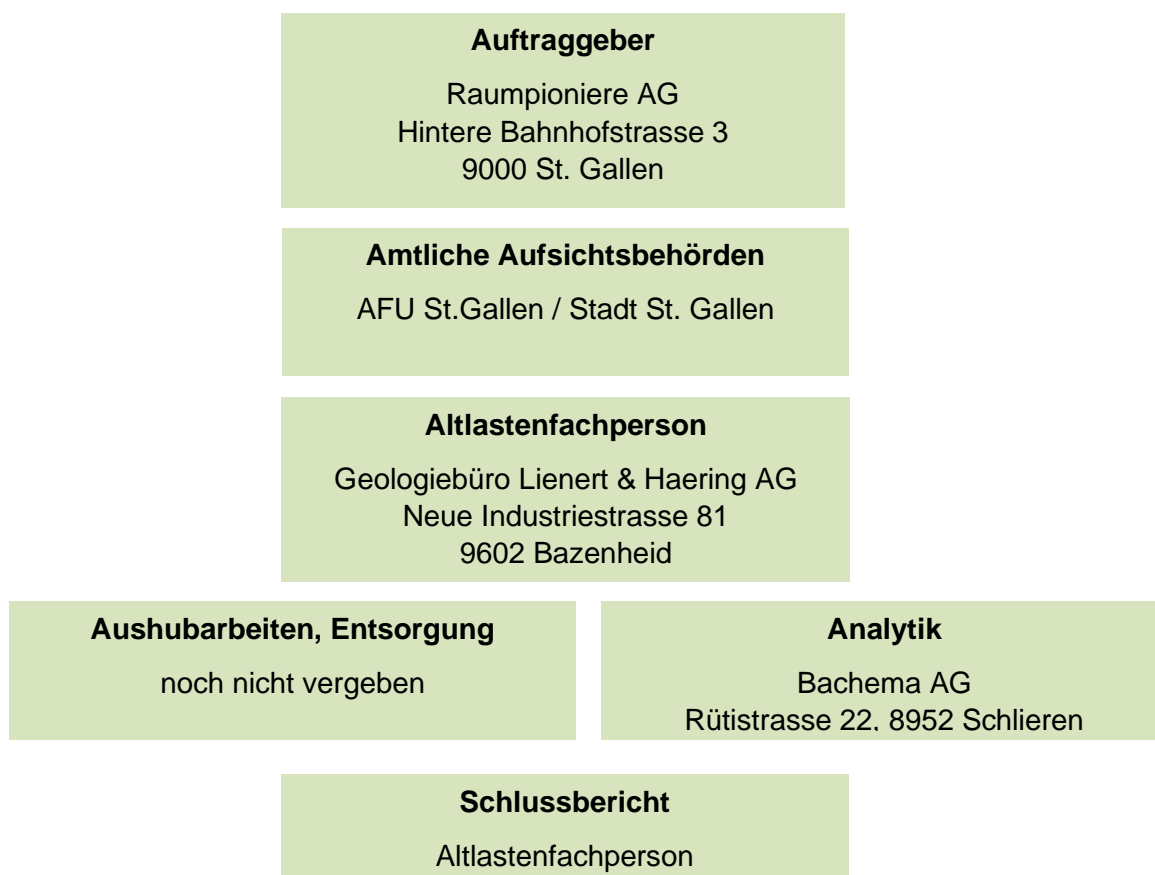 Auftraggeber
Raumpioniere AG
Hintere Bahnhofstrasse 3
9000 St. Gallen
Amtliche Aufsichtsbehörden
AFU St.Gallen / Stadt St. Gallen
Altlastenfachperson
Geologiebüro Lienert & Haering AG
Neue Industriestrasse 81
9602 Bazenheid
Aushubarbeiten, Entsorgung
noch nicht vergeben
Analytik
Bachema AG
Rütistrasse 22, 8952 Schlieren
Schlussbericht
Altlastenfachperson